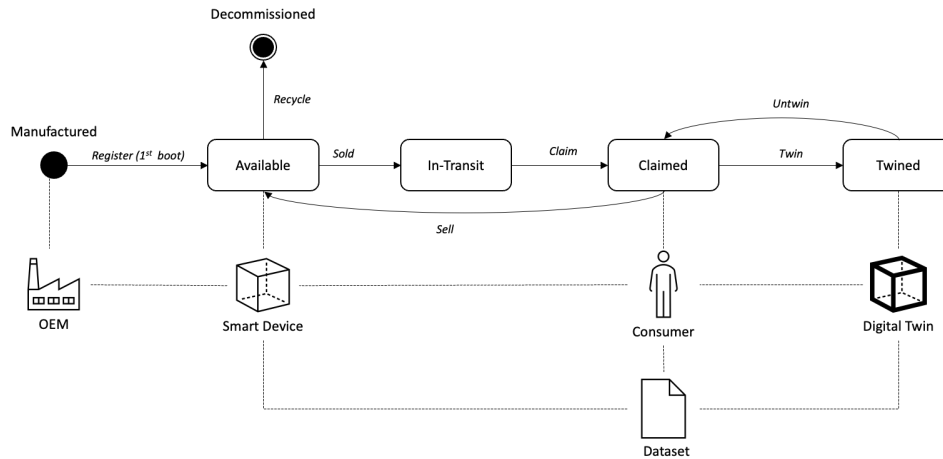 Decommissioned
Recycle
Untwin
Manufactured
Register (1st boot)
Available
Sold
In-Transit
Claim
Claimed
Twin
Twined
Sell
OEM
Smart Device
Consumer
Digital Twin
Dataset